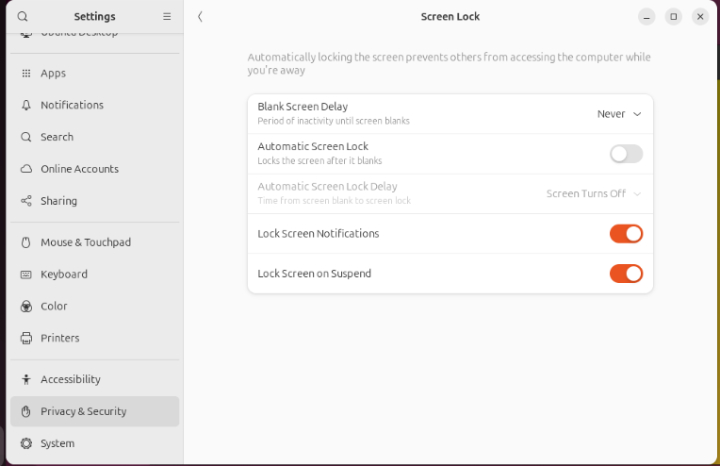 Settings
Screen Lock
Ubuntu Desktop
Apps
Notifications
Search
Online Accounts
Sharing
Mouse & Touchpad
Keyboard
Color
Printers
Accessibility
Privacy & Security
System
Automatically locking the screen prevents others from accessing the computer while
you're away
Blank Screen Delay
Period of inactivity until screen blanks
Never
Automatic Screen Lock
Locks the screen after it blanks
Automatic Screen Lock Delay
Time from screen blank to screen lock
Screen Turns Off
Lock Screen Notifications
Lock Screen on Suspend